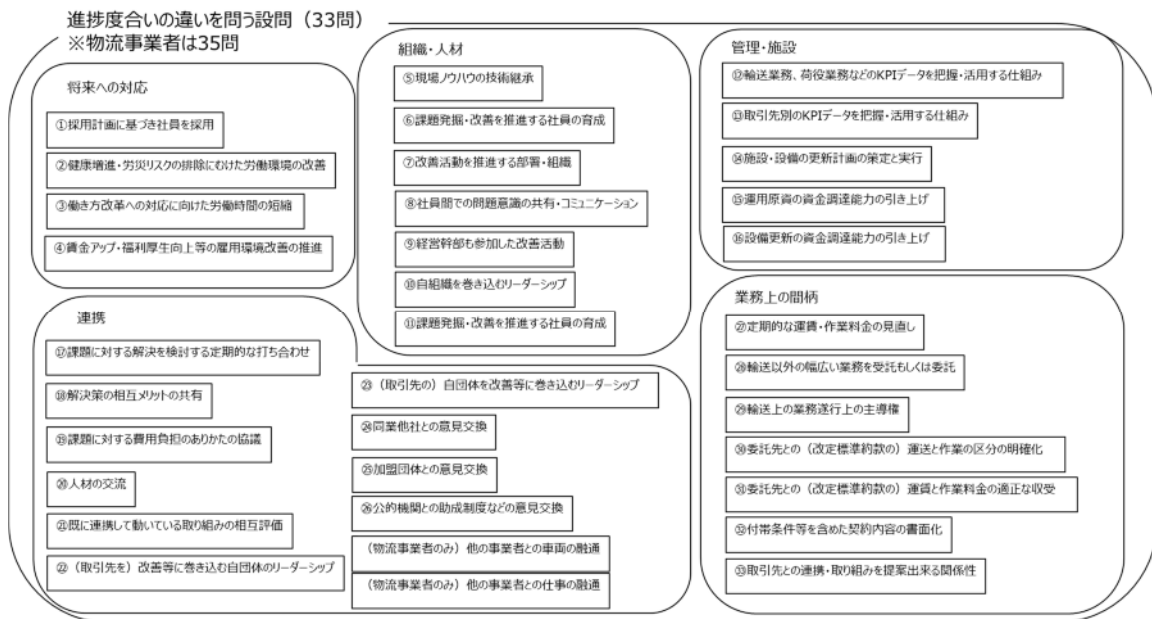 進捗度合いの違いを問う設問（33問）
※物流事業者は35問
将来への対応
①採用計画に基づき社員を採用
②健康増進・労災リスクの排除にむけた労働環境の改善
③働き方改革への対応に向けた労働時間の短縮
④賃金アップ・福利厚生向上等の雇用環境改善の推進
組織・人材
⑤現場ノウハウの技術継承
⑥課題発掘・改善を推進する社員の育成
⑦改善活動を推進する部署・組織
⑧社員間での問題意識の共有・コミュニケーション
⑨経営幹部も参加した改善活動
⑩自組織を巻き込むリーダーシップ
⑪課題発掘・改善を推進する社員の育成
管理・施設
⑫輸送業務、荷役業務などのKPIデータを把握・活用する仕組み
⑬取引先別のKPIデータを把握・活用する仕組み
⑭施設・設備の更新計画の策定と実行
⑮運用原資の資金調達能力の引き上げ
⑯設備更新の資金調達能力の引き上げ
連携
⑰課題に対する解決を検討する定期的な打ち合わせ
⑱解決策の相互メリットの共有
⑲課題に対する費用負担のありかたの協議
⑳人材の交流
㉑既に連携して動いている取り組みの相互評価
㉒（取引先を）改善等に巻き込む自団体のリーダーシップ
㉓（取引先の）自団体を改善等に巻き込むリーダーシップ
㉔同業他社との意見交換
㉕加盟団体との意見交換
㉖公的機関との助成制度などの意見交換
（物流事業者のみ）他の事業者との車両の融通
（物流事業者のみ）他の事業者との仕事の融通
業務上の間柄
㉗定期的な運賃・作業料金の見直し
㉘輸送以外の幅広い業務を受託もしくは委託
㉙輸送上の業務遂行上の主導権
㉚委託先との（改定標準約款の）運送と作業の区分の明確化
㉛委託先との（改定標準約款の）運賃と作業料金の適正な収受
㉜付帯条件等を含めた契約内容の書面化
㉝取引先との連携・取り組みを提案出来る関係性